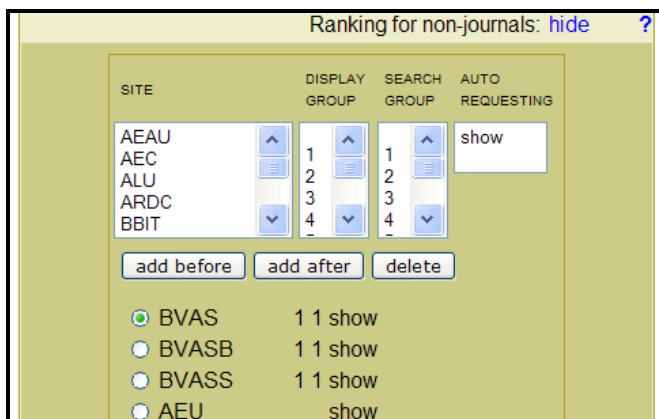 Ranking for non-journals: hide ?
SITE DISPLAY GROUP SEARCH GROUP AUTO REQUESTING
AEAU
AEC
ALU
ARDC
BBIT
1
2
3
4
1
2
3
4
show
add before add after delete
BVAS 1 1 show
BVASB 1 1 show
BVASS 1 1 show
AEU show